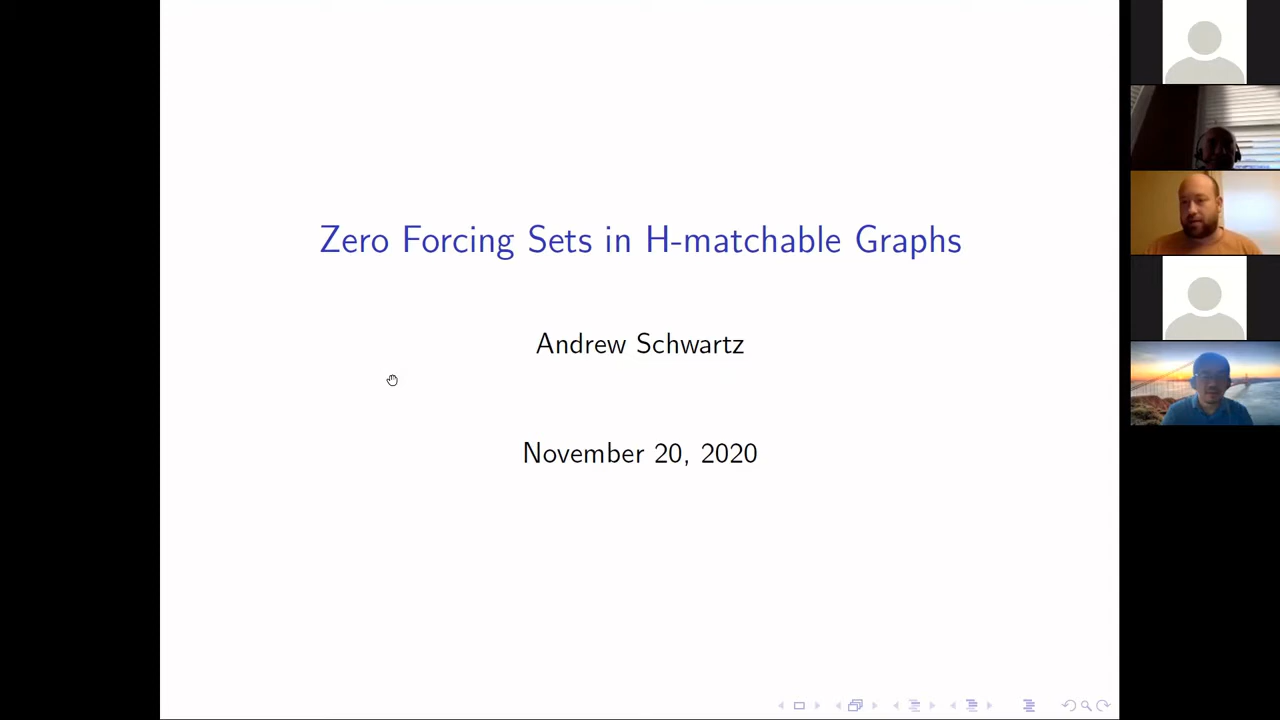 Zero Forcing Sets in H-matchable Graphs
Andrew Schwartz
November 20, 2020